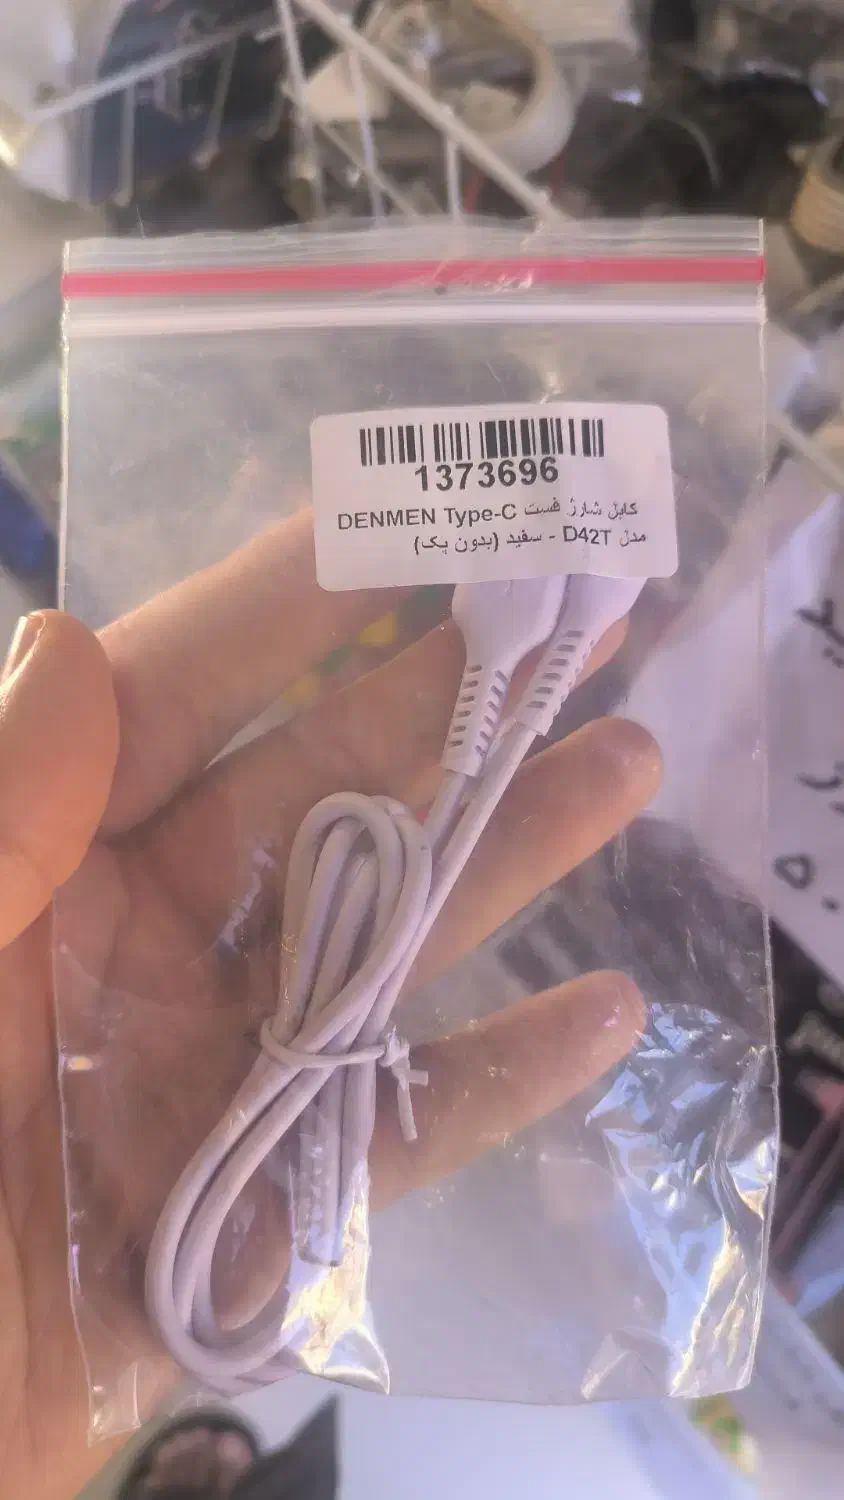 1373696
کابل شارژ فست DENMEN Type-C
مدل D42T - سفید (بدون پک)